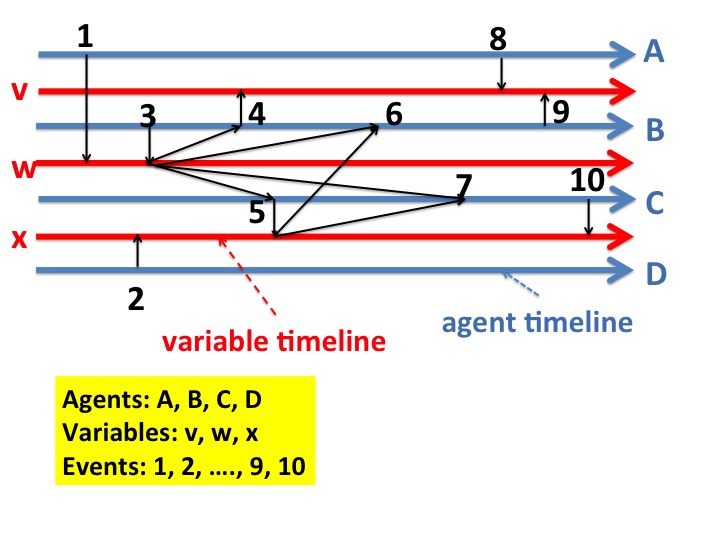 1
8
A
v
3
4
6
9
B
w
7
10
5
C
x
2
D
agent timeline
variable timeline
Agents: A, B, C, D
Variables: v, w, x
Events: 1, 2, …., 9, 10